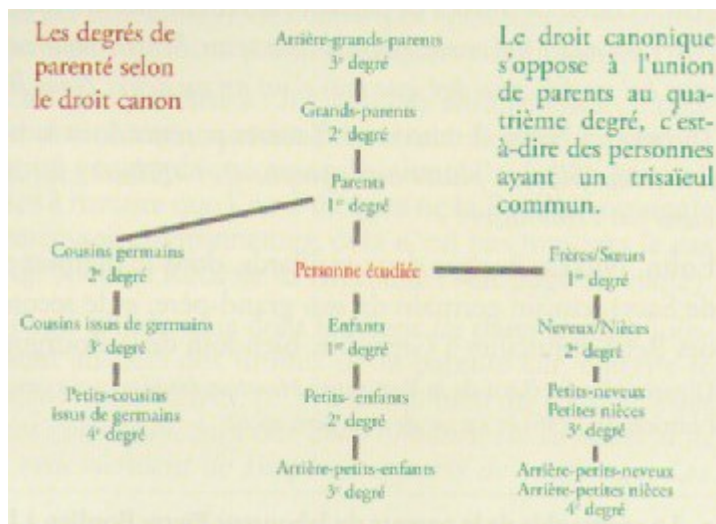 Les degrés de
parenté selon
le droit canon
Arrière-grands-parents
3e degré
Grands-parents
2e degré
Parents
1er degré
Le droit canonique
s'oppose à l'union
de parents au qua-
trième degré, c'est-
à-dire des personnes
ayant un trisaïeul
commun.
Cousins germains
2e degré
Cousins issus de germains
3e degré
Petits-cousins
issus de germains
4e degré
Personne étudiée
Enfants
1er degré
Petits- enfants
2e degré
Arrière-petits-enfants
3e degré
Frères/Sœurs
1er degré
Neveux/Nièces
2e degré
Petits-neveux
Petites nièces
3e degré
Arrière-petits-neveux
Arrière-petites nièces
4e degré